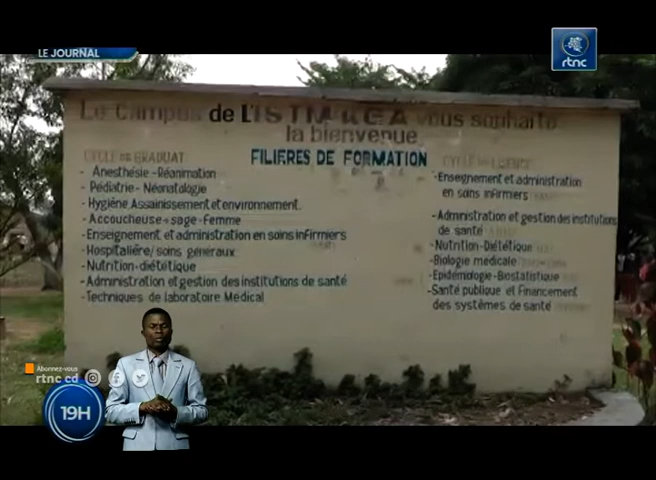 LE JOURNAL
rtnc
Le Campus de L'ISTM KGA vous souhaite
la bienvenue
CYCLE DE GRADUAT
FILIERES DE FORMATION
CYCLE DE LICENCE
- Anesthésie-Réanimation
- Pédiatrie- Néonatologie
- Hygiène Assainissement et environnement
- Accoucheuse-sage-Femme
- Enseignement et administration en soins infirmiers
- Hospitalière/soins généraux
- Nutrition-diététique
- Administration et gestion des institutions de santé
- Techniques de laboratoire Medical
- Enseignement et administration
en soins infirmiers
- Administration et gestion des institutions
de santé
- Nutrition-Diététique
- Biologie médicale
- Epidémologie-Biostatistique
- Santé publique et Financement
des systèmes de santé
Abonnez-vous
rtnc.cd
19H